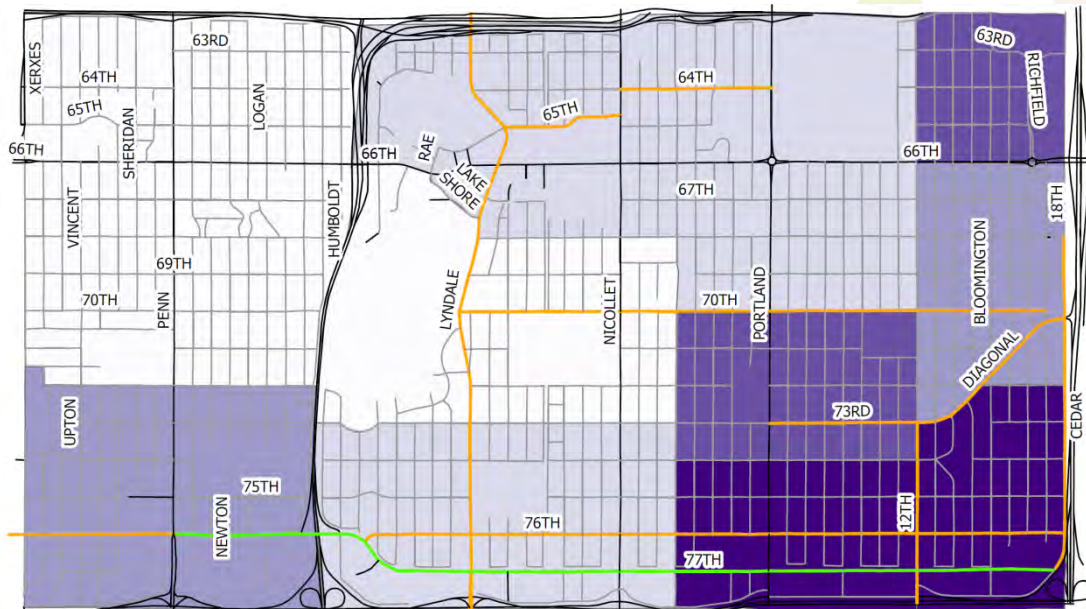 63RD
63RD
XERXES
64TH
64TH
RICHFIELD
65TH
LOGAN
65TH
SHERIDAN
66TH
66TH
RAE
66TH
LAKE
SHORE
67TH
18TH
VINCENT
HUMBOLDT
69TH
BLOOMINGTON
70TH
PENN
LYNDALE
NICOLLET
70TH
PORTLAND
DIAGONAL
UPTON
73RD
CEDAR
75TH
NEWTON
76TH
12TH
77TH